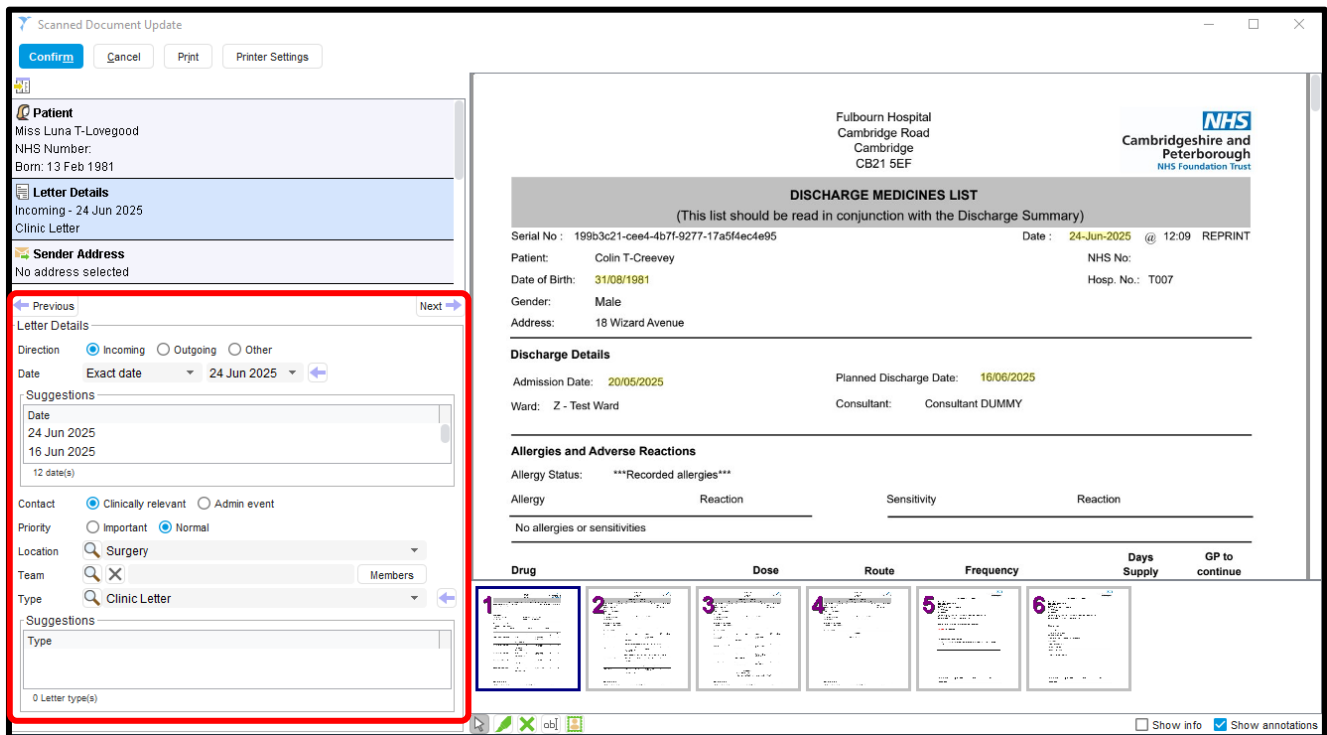 Scanned Document Update
Confirm Cancel Print Printer Settings
Patient
Miss Luna T-Lovegood
NHS Number:
Born: 13 Feb 1981
Letter Details
Incoming - 24 Jun 2025
Clinic Letter
Sender Address
No address selected
Previous Next
Letter Details
Direction Incoming Outgoing Other
Date Exact date 24 Jun 2025
Suggestions
Date
24 Jun 2025
16 Jun 2025
12 date(s)
Contact Clinically relevant Admin event
Priority Important Normal
Location Surgery
Team Members
Type Clinic Letter
Suggestions
Type
0 Letter type(s)
Fulbourn Hospital
Cambridge Road
Cambridge
CB21 5EF
NHS
Cambridgeshire and
Peterborough
NHS Foundation Trust
DISCHARGE MEDICINES LIST
(This list should be read in conjunction with the Discharge Summary)
Serial No : 199b3c21-cee4-4b7f-9277-17a5f4ec4e95 Date : 24-Jun-2025 @ 12:09 REPRINT
Patient: Colin T-Creevey NHS No:
Date of Birth: 31/08/1981 Hosp. No.: T007
Gender: Male
Address: 18 Wizard Avenue
Discharge Details
Admission Date: 20/05/2025 Planned Discharge Date: 16/06/2025
Ward: Z - Test Ward Consultant: Consultant DUMMY
Allergies and Adverse Reactions
Allergy Status: ***Recorded allergies***
Allergy Reaction Sensitivity Reaction
No allergies or sensitivities
Drug Dose Route Frequency Days Supply GP to continue
1 2 3 4 5 6
abI
Show info Show annotations